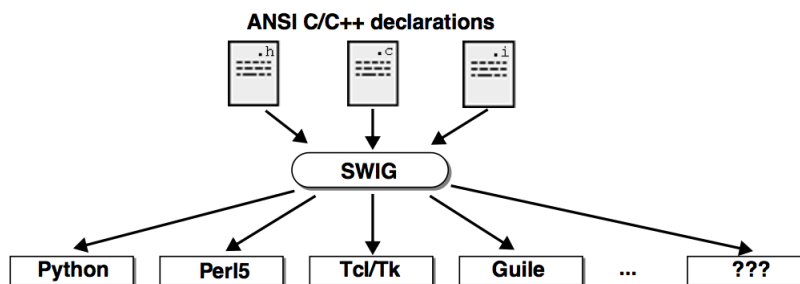 ANSI C/C++ declarations
.h .c .i
SWIG
Python Perl5 Tcl/Tk Guile ... ???